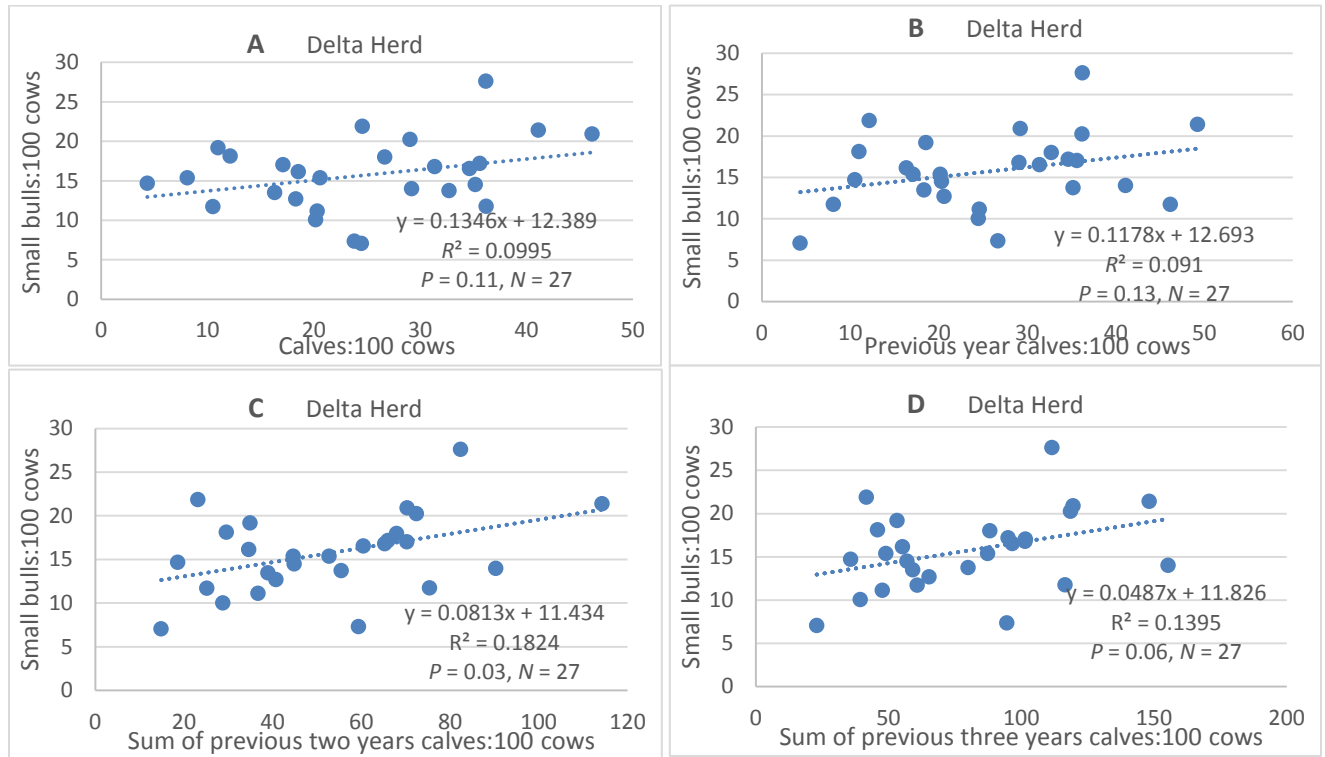 A Delta Herd
Small bulls:100 cows
30
25
20
15
10
5
0
y = 0.1346x + 12.389
R² = 0.0995
P = 0.11, N = 27
0 10 20 30 40 50
Calves:100 cows
B Delta Herd
Small bulls:100 cows
30
25
20
15
10
5
0
y = 0.1178x + 12.693
R² = 0.091
P = 0.13, N = 27
0 10 20 30 40 50 60
Previous year calves:100 cows
C Delta Herd
Small bulls:100 cows
30
25
20
15
10
5
0
y = 0.0813x + 11.434
R² = 0.1824
P = 0.03, N = 27
0 20 40 60 80 100 120
Sum of previous two years calves:100 cows
D Delta Herd
Small bulls:100 cows
30
25
20
15
10
5
0
y = 0.0487x + 11.826
R² = 0.1395
P = 0.06, N = 27
0 50 100 150 200
Sum of previous three years calves:100 cows